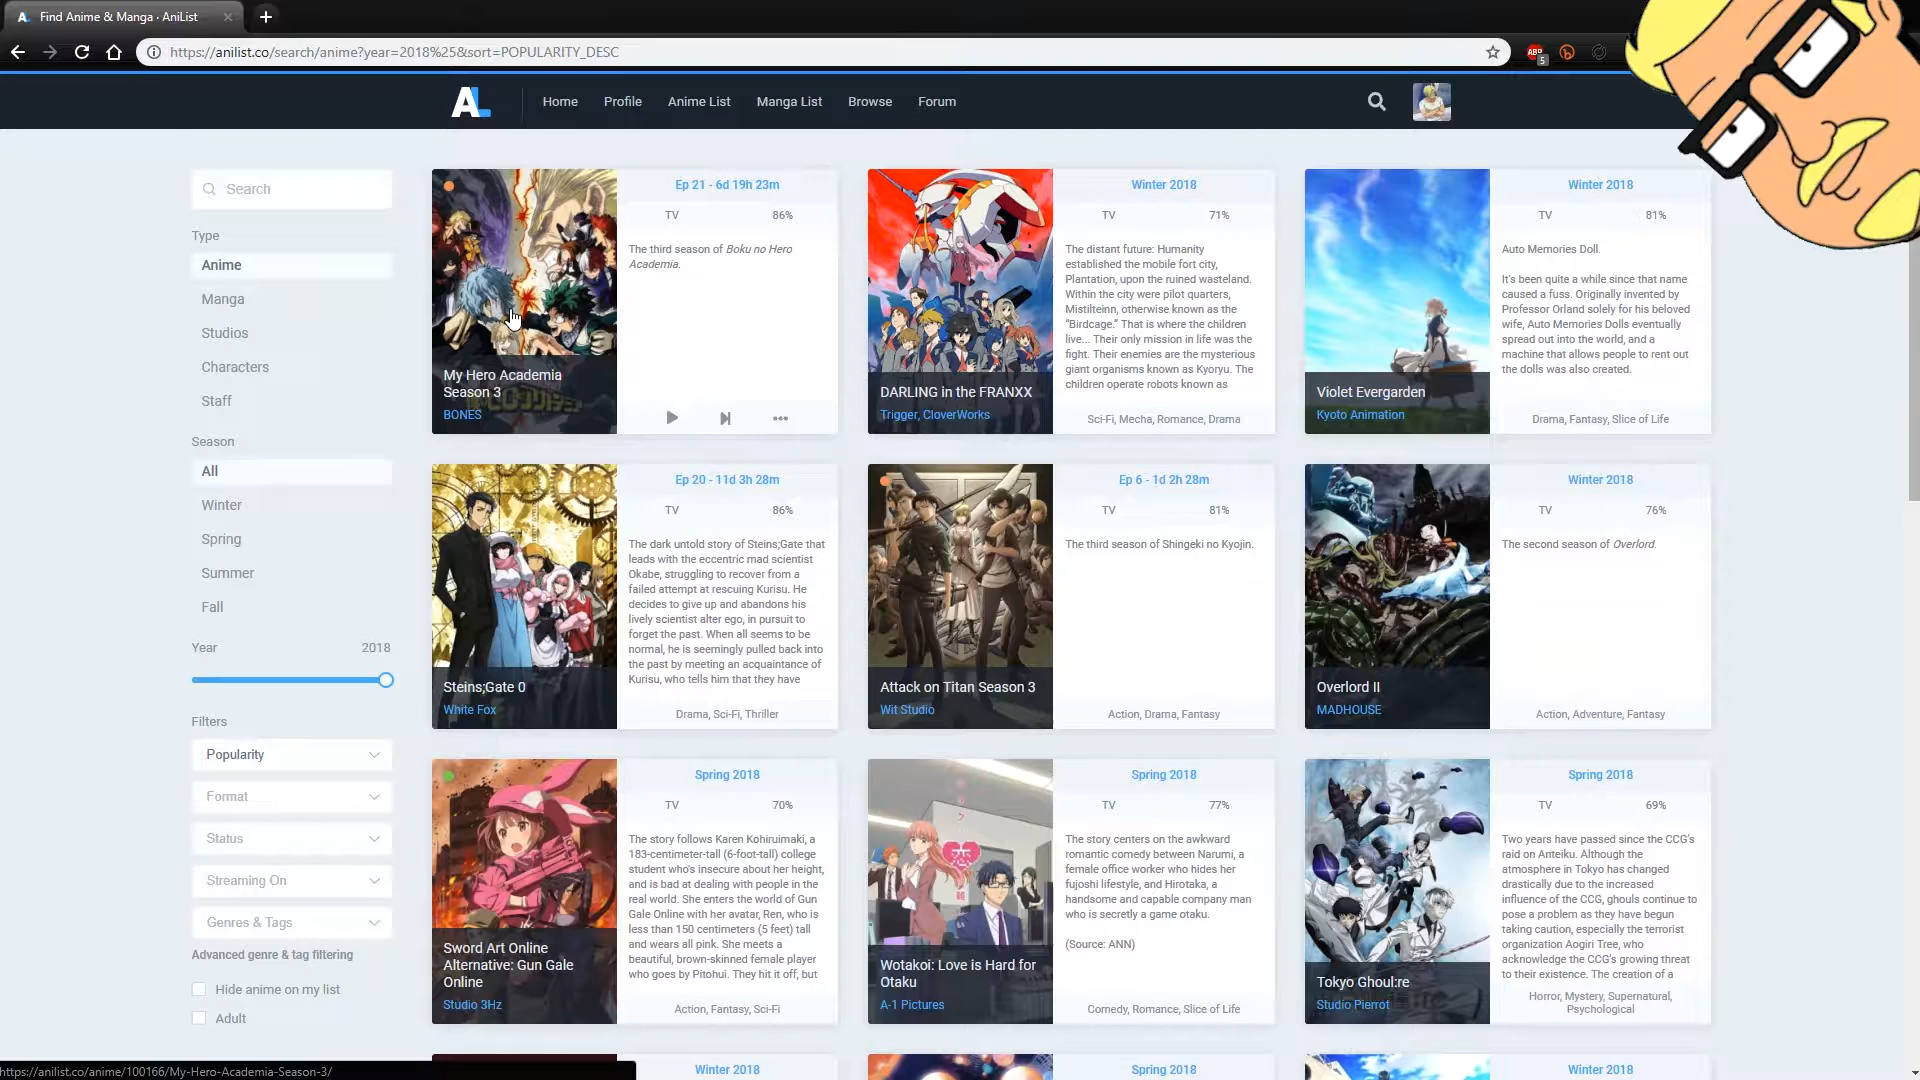 Find Anime & Manga · AniList
https://anilist.co/search/anime?year=2018%25&sort=POPULARITY_DESC
ABP
5
AL
Home
Profile
Anime List
Manga List
Browse
Forum
Search
Type
Anime
Manga
Studios
Characters
Staff
Season
All
Winter
Spring
Summer
Fall
Year
2018
Filters
Popularity
Format
Status
Streaming On
Genres & Tags
Advanced genre & tag filtering
Hide anime on my list
Adult
My Hero Academia
Season 3
BONES
Ep 21 - 6d 19h 23m
TV
86%
The third season of Boku no Hero
Academia.
DARLING in the FRANXX
Trigger, CloverWorks
Winter 2018
TV
71%
The distant future: Humanity
established the mobile fort city,
Plantation, upon the ruined wasteland.
Within the city were pilot quarters,
Mistilteinn, otherwise known as the
“Birdcage.” That is where the children
live... Their only mission in life was the
fight. Their enemies are the mysterious
giant organisms known as Kyoryu. The
children operate robots known as
Sci-Fi, Mecha, Romance, Drama
Violet Evergarden
Kyoto Animation
Winter 2018
TV
81%
Auto Memories Doll.
It's been quite a while since that name
caused a fuss. Originally invented by
Professor Orland solely for his beloved
wife, Auto Memories Dolls eventually
spread out into the world, and a
machine that allows people to rent out
the dolls was also created.
Drama, Fantasy, Slice of Life
Steins;Gate 0
White Fox
Ep 20 - 11d 3h 28m
TV
86%
The dark untold story of Steins;Gate that
leads with the eccentric mad scientist
Okabe, struggling to recover from a
failed attempt at rescuing Kurisu. He
decides to give up and abandons his
lively scientist alter ego, in pursuit to
forget the past. When all seems to be
normal, he is seemingly pulled back into
the past by meeting an acquaintance of
Kurisu, who tells him that they have
Drama, Sci-Fi, Thriller
Attack on Titan Season 3
Wit Studio
Ep 6 - 1d 2h 28m
TV
81%
The third season of Shingeki no Kyojin.
Action, Drama, Fantasy
Overlord II
MADHOUSE
Winter 2018
TV
76%
The second season of Overlord.
Action, Adventure, Fantasy
Sword Art Online
Alternative: Gun Gale
Online
Studio 3Hz
Spring 2018
TV
70%
The story follows Karen Kohiruimaki, a
183-centimeter-tall (6-foot-tall) college
student who's insecure about her height,
and is bad at dealing with people in the
real world. She enters the world of Gun
Gale Online with her avatar, Ren, who is
less than 150 centimeters (5 feet) tall
and wears all pink. She meets a
beautiful, brown-skinned female player
who goes by Pitohui. They hit it off, but
Action, Fantasy, Sci-Fi
恋
Wotakoi: Love is Hard for
Otaku
A-1 Pictures
Spring 2018
TV
77%
The story centers on the awkward
romantic comedy between Narumi, a
female office worker who hides her
fujoshi lifestyle, and Hirotaka, a
handsome and capable company man
who is secretly a game otaku.
(Source: ANN)
Comedy, Romance, Slice of Life
Tokyo Ghoul:re
Studio Pierrot
Spring 2018
TV
69%
Two years have passed since the CCG's
raid on Anteiku. Although the
atmosphere in Tokyo has changed
drastically due to the increased
influence of the CCG, ghouls continue to
pose a problem as they have begun
taking caution, especially the terrorist
organization Aogiri Tree, who
acknowledge the CCG's growing threat
to their existence. The creation of a
Horror, Mystery, Supernatural,
Psychological
Winter 2018
Spring 2018
Winter 2018
https://anilist.co/anime/100166/My-Hero-Academia-Season-3/